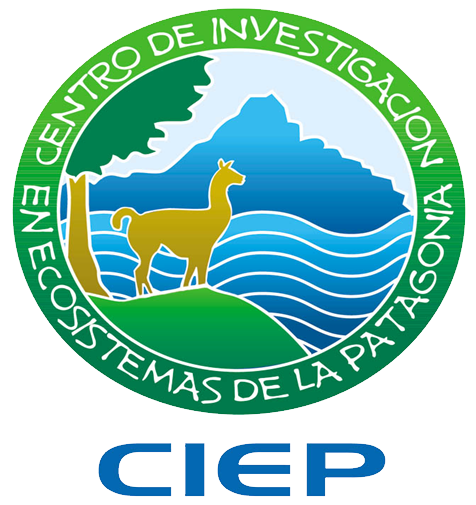 CENTRO DE INVESTIGACION
EN ECOSISTEMAS DE LA PATAGONIA
CIEP